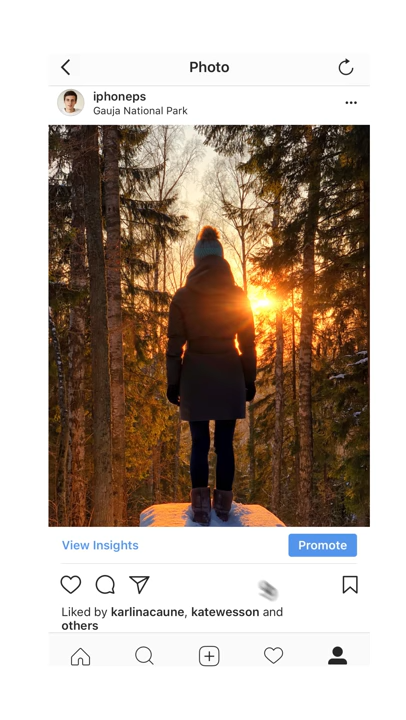 Photo
iphoneps
Gauja National Park
View Insights
Promote
Liked by karlinacaune, katewesson and
others